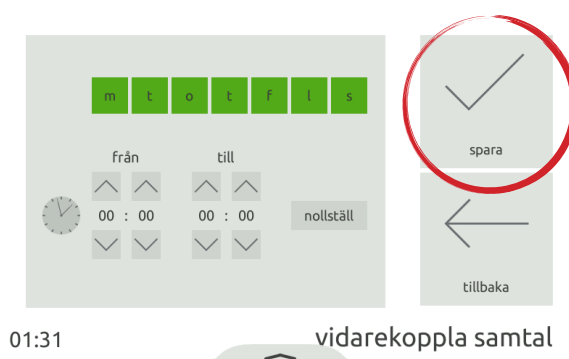 m t o t f l s
från till
00 : 00 00 : 00 nollställ
spara
tillbaka
01:31 vidarekoppla samtal